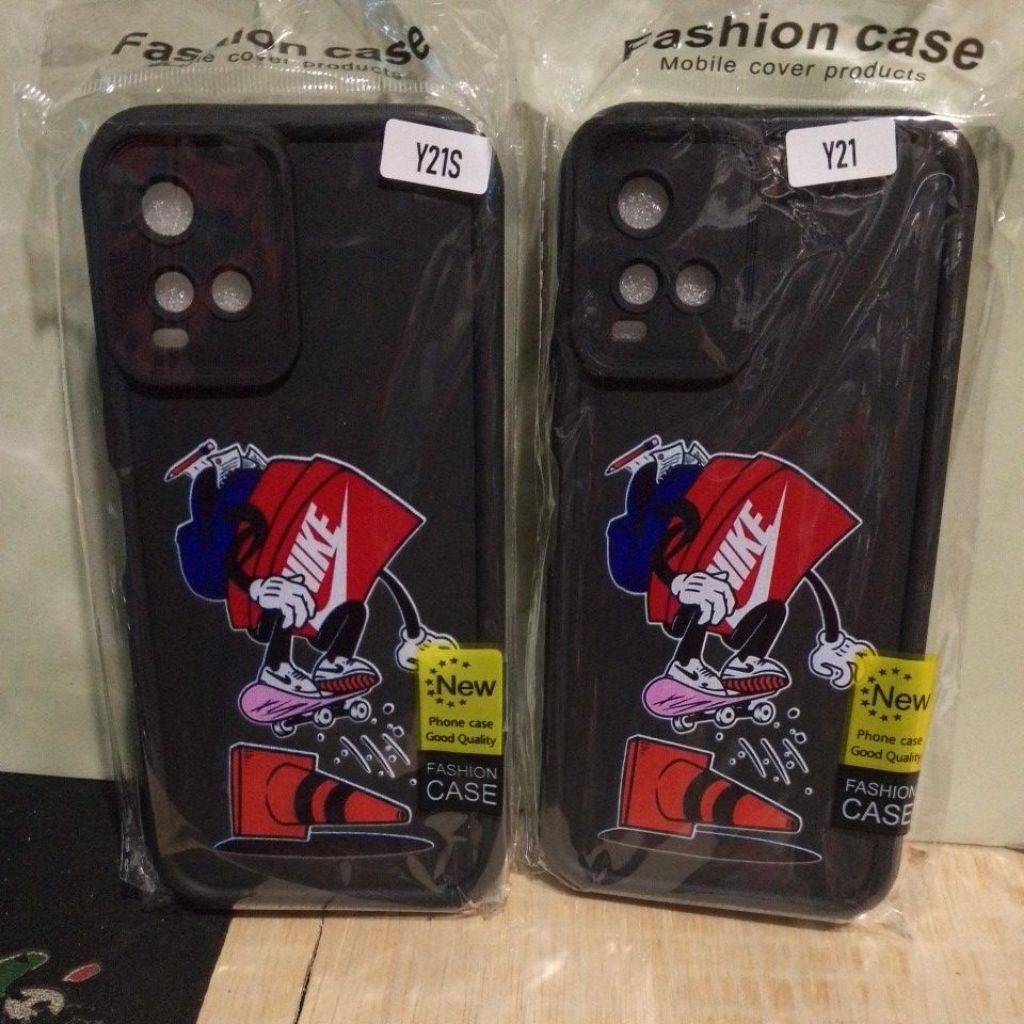 Fashion case
Mobile cover products
Y21S
NIKE
New
Phone case
Good Quality
FASHION
CASE
Fashion case
Mobile cover products
Y21
NIKE
New
Phone case
Good Quality
FASHION
CASE